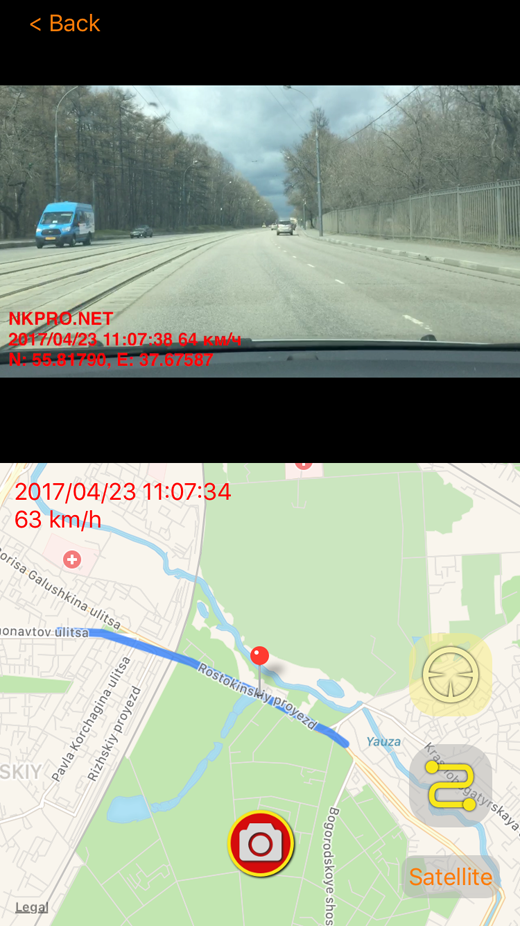 < Back
NKPRO.NET
2017/04/23 11:07:38 64 км/ч
N: 55.81790, E: 37.67587
2017/04/23 11:07:34
63 km/h
orisa Galushkina ulitsa
onavtov ulitsa
Rostokinskiy proyezd
Pavla Korchagina ulitsa
Rizhskiy proyezd
SKIY
Yauza
Krasnobogatyrskaya
Bogorodskoye shos
Satellite
Legal